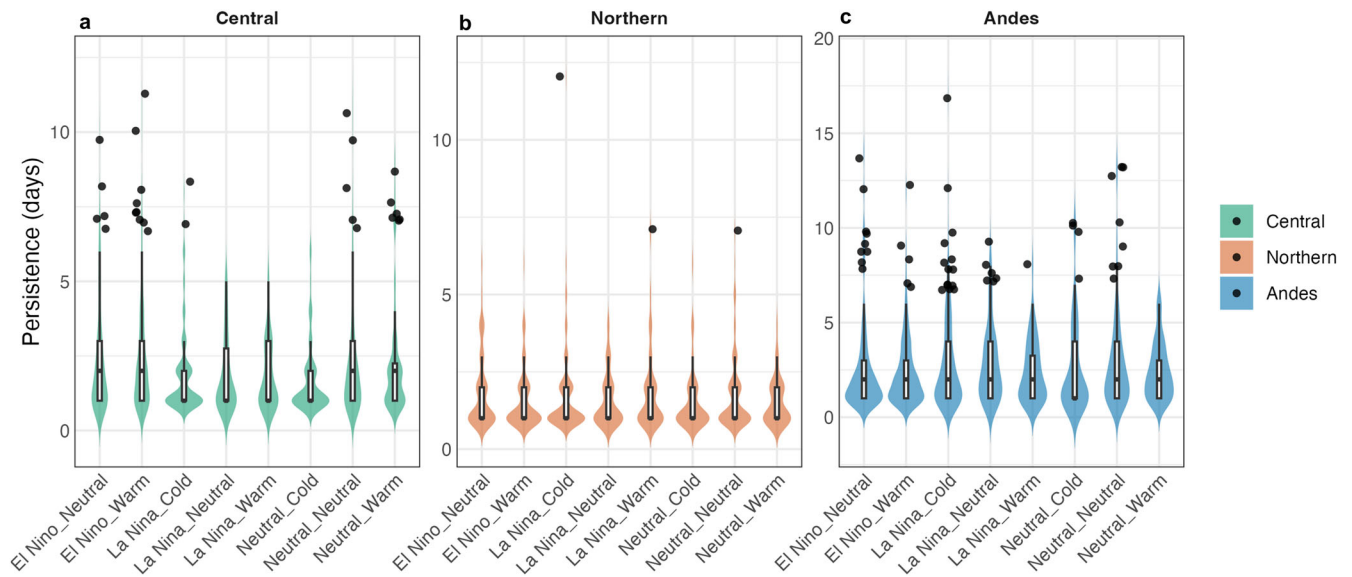 a Central
b Northern
c Andes
Persistence (days)
10
5
0
El Nino_Neutral
El Nino_Warm
La Nina_Cold
La Nina_Neutral
La Nina_Warm
Neutral_Cold
Neutral_Neutral
Neutral_Warm
10
5
0
El Nino_Neutral
El Nino_Warm
La Nina_Cold
La Nina_Neutral
La Nina_Warm
Neutral_Cold
Neutral_Neutral
Neutral_Warm
20
15
10
5
0
El Nino_Neutral
El Nino_Warm
La Nina_Cold
La Nina_Neutral
La Nina_Warm
Neutral_Cold
Neutral_Neutral
Neutral_Warm
Central
Northern
Andes